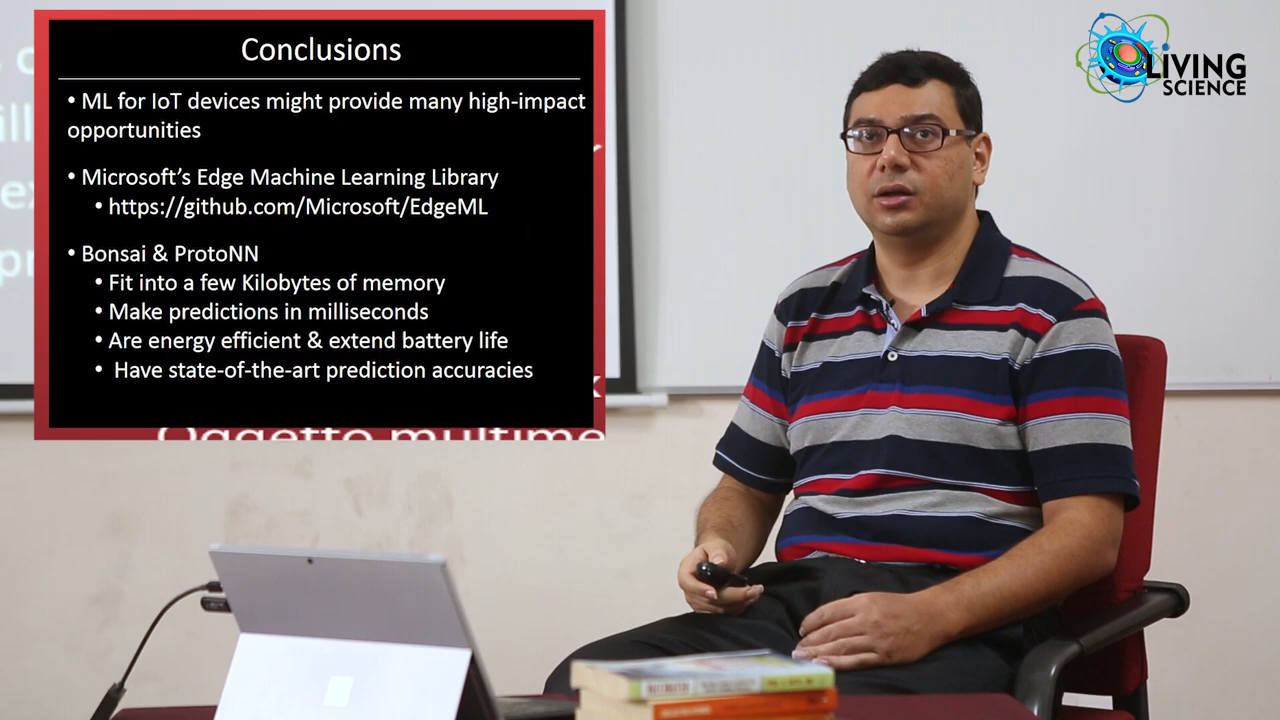 Conclusions
• ML for IoT devices might provide many high-impact
opportunities
• Microsoft's Edge Machine Learning Library
• https://github.com/Microsoft/EdgeML
• Bonsai & ProtoNN
• Fit into a few Kilobytes of memory
• Make predictions in milliseconds
• Are energy efficient & extend battery life
• Have state-of-the-art prediction accuracies
Oggetto multime
LIVING
SCIENCE